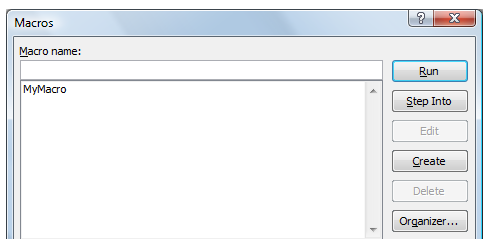 Macros
Macro name:
Run
MyMacro
Step Into
Edit
Create
Delete
Organizer...